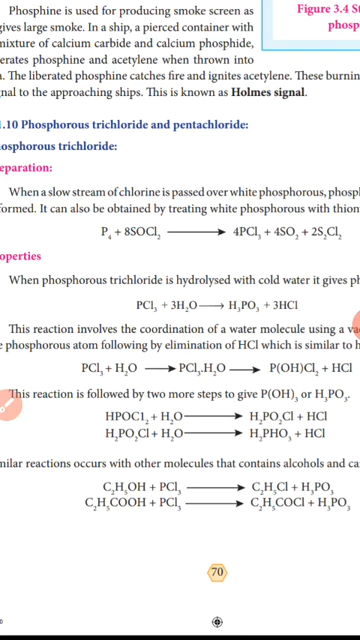 Phosphine is used for producing smoke screen as
gives large smoke. In a ship, a pierced container with
mixture of calcium carbide and calcium phosphide,
erates phosphine and acetylene when thrown into
. The liberated phosphine catches fire and ignites acetylene. These burnin
nal to the approaching ships. This is known as Holmes signal.
Figure 3.4 St
phosp
.10 Phosphorous trichloride and pentachloride:
osphorous trichloride:
eparation:
When a slow stream of chlorine is passed over white phosphorous, phosp
ormed. It can also be obtained by treating white phosphorous with thion
P₄ + 8SOCl₂ ⟶ 4PCl₃ + 4SO₂ + 2S₂Cl₂
operties
When phosphorous trichloride is hydrolysed with cold water it gives ph
PCl₃ + 3H₂O ⟶ H₃PO₃ + 3HCl
This reaction involves the coordination of a water molecule using a va
e phosphorous atom following by elimination of HCl which is similar to h
PCl₃ + H₂O ⟶ PCl₃.H₂O ⟶ P(OH)Cl₂ + HCl
This reaction is followed by two more steps to give P(OH)₃ or H₃PO₃.
HPOC1₂ + H₂O ⟶ H₂PO₂Cl + HCl
H₂PO₂Cl + H₂O ⟶ H₂PHO₃ + HCl
milar reactions occurs with other molecules that contains alcohols and ca
C₂H₅OH + PCl₃ ⟶ C₂H₅Cl + H₃PO₃
C₂H₅COOH + PCl₃ ⟶ C₂H₅COCl + H₃PO₃
70